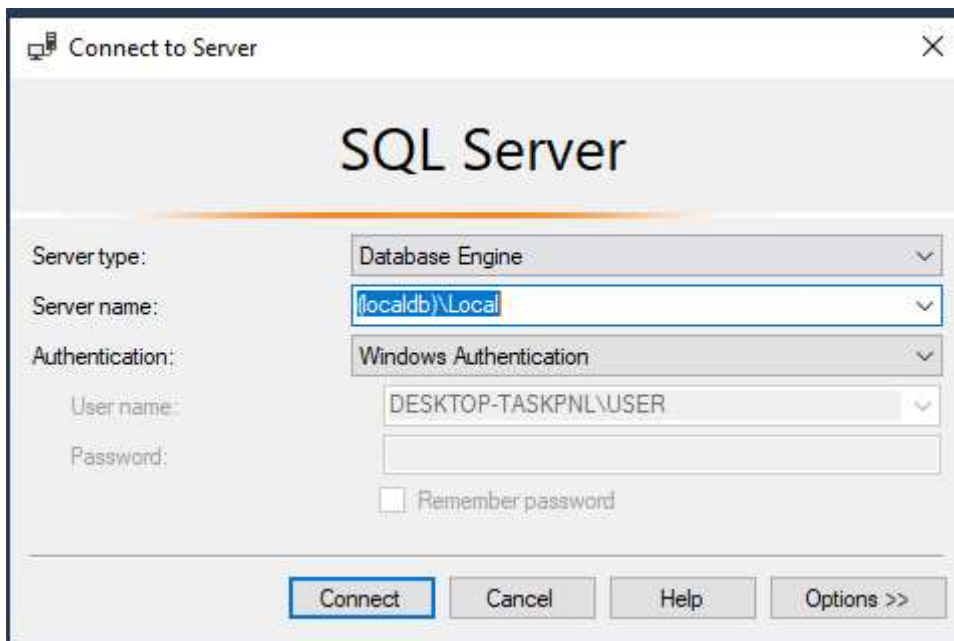 Connect to Server
SQL Server
Server type: Database Engine
Server name: (localdb)\Local
Authentication: Windows Authentication
User name: DESKTOP-TASKPNL\USER
Password:
Remember password
Connect Cancel Help Options >>